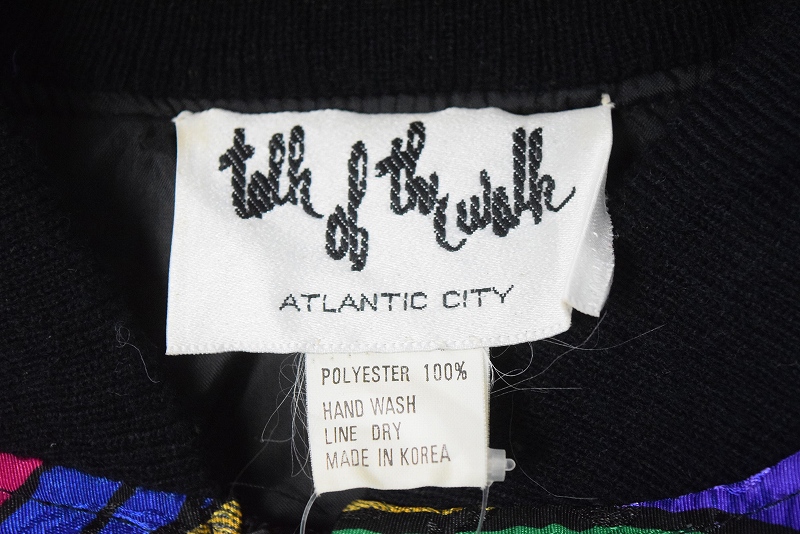 talk of the walk
ATLANTIC CITY
POLYESTER 100%
HAND WASH
LINE DRY
MADE IN KOREA